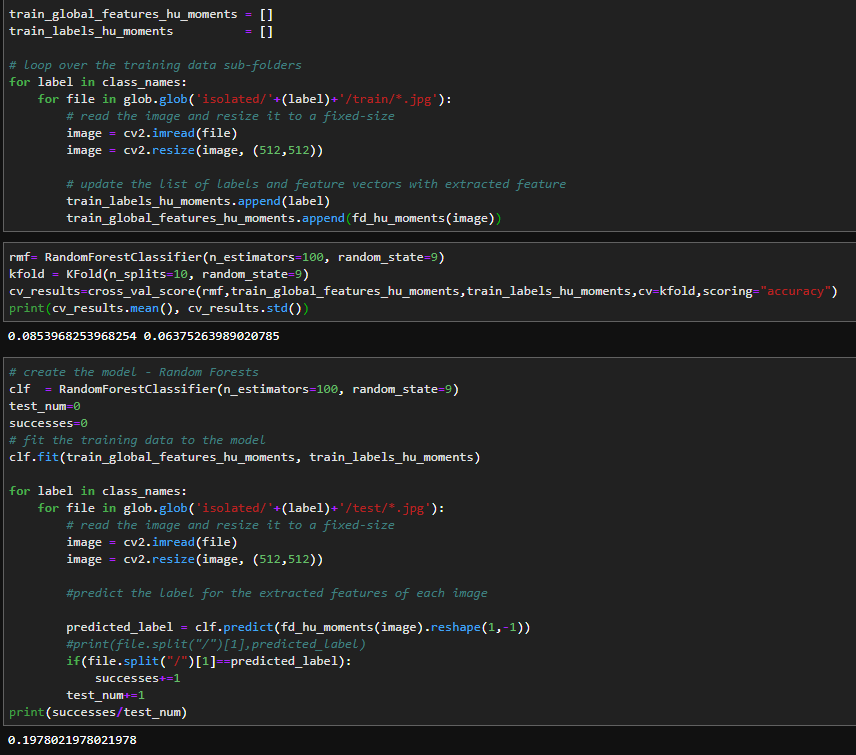 train_global_features_hu_moments = []
train_labels_hu_moments          = []

# loop over the training data sub-folders
for label in class_names:
    for file in glob.glob('isolated/'+(label)+'/train/*.jpg'):
        # read the image and resize it to a fixed-size
        image = cv2.imread(file)
        image = cv2.resize(image, (512,512))

        # update the list of labels and feature vectors with extracted feature
        train_labels_hu_moments.append(label)
        train_global_features_hu_moments.append(fd_hu_moments(image))
rmf= RandomForestClassifier(n_estimators=100, random_state=9)
kfold = KFold(n_splits=10, random_state=9)
cv_results=cross_val_score(rmf,train_global_features_hu_moments,train_labels_hu_moments,cv=kfold,scoring="accuracy")
print(cv_results.mean(), cv_results.std())
0.0853968253968254 0.06375263989020785
# create the model - Random Forests
clf  = RandomForestClassifier(n_estimators=100, random_state=9)
test_num=0
successes=0
# fit the training data to the model
clf.fit(train_global_features_hu_moments, train_labels_hu_moments)

for label in class_names:
    for file in glob.glob('isolated/'+(label)+'/test/*.jpg'):
        # read the image and resize it to a fixed-size
        image = cv2.imread(file)
        image = cv2.resize(image, (512,512))

        #predict the label for the extracted features of each image

        predicted_label = clf.predict(fd_hu_moments(image).reshape(1,-1))
        #print(file.split("/")[1],predicted_label)
        if(file.split("/")[1]==predicted_label):
            successes+=1
        test_num+=1
print(successes/test_num)
0.1978021978021978